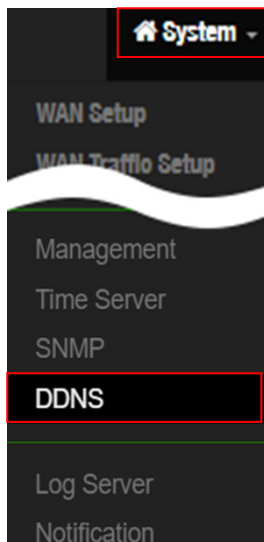 System
WAN Setup
WAN Traffic Setup
Management
Time Server
SNMP
DDNS
Log Server
Notification